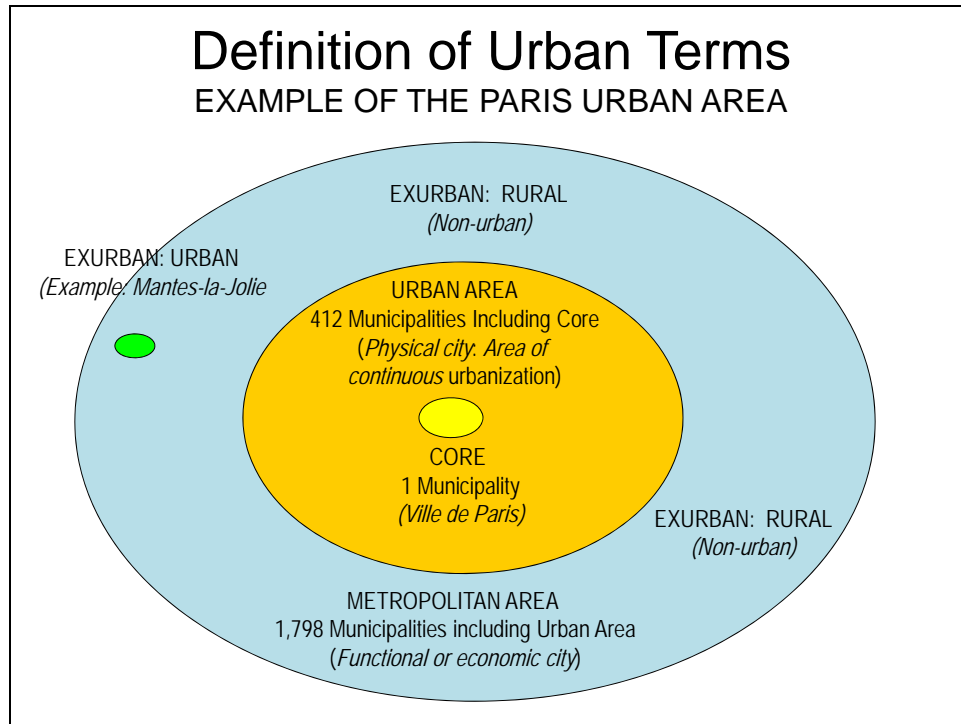 Definition of Urban Terms
EXAMPLE OF THE PARIS URBAN AREA
EXURBAN: RURAL
(Non-urban)
EXURBAN: URBAN
(Example: Mantes-la-Jolie
URBAN AREA
412 Municipalities Including Core
(Physical city: Area of
continuous urbanization)
CORE
1 Municipality
(Ville de Paris)
EXURBAN: RURAL
(Non-urban)
METROPOLITAN AREA
1,798 Municipalities including Urban Area
(Functional or economic city)